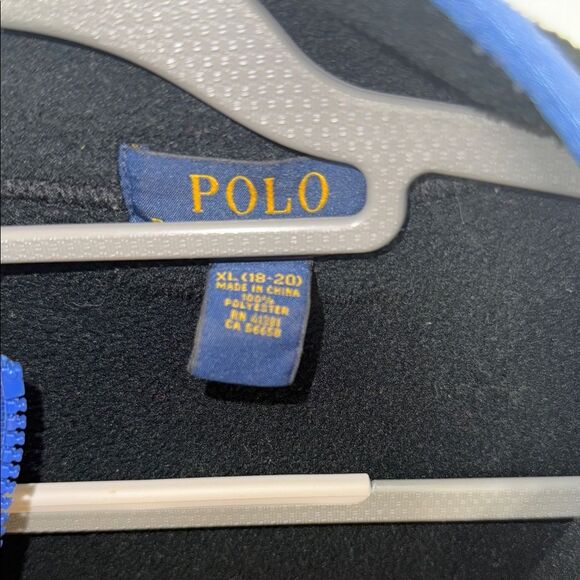 POLO
XL (18-20)
MADE IN CHINA
100%
POLYESTER
RN 41381
CA 56658